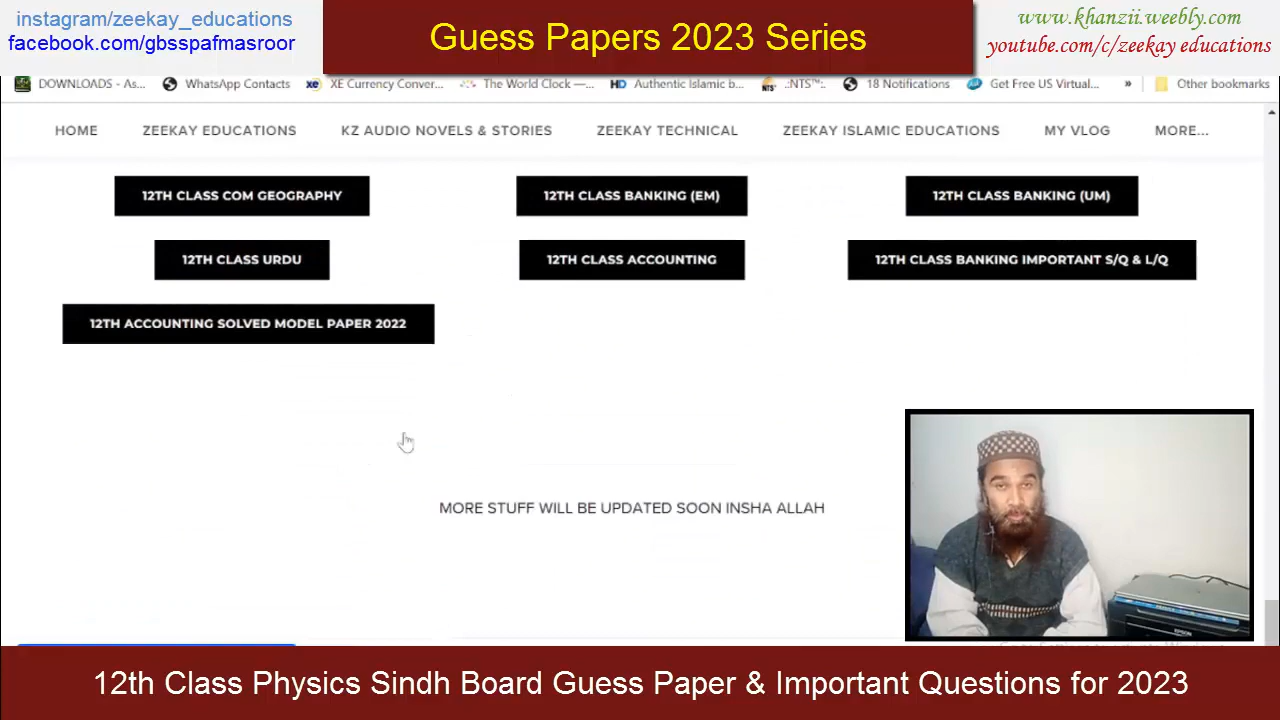 instagram/zeekay_educations
facebook.com/gbsspafmasroor
Guess Papers 2023 Series
www.khanzii.weebly.com
youtube.com/c/zeekay educations
DOWNLOADS - As... WhatsApp Contacts XE Currency Conver... The World Clock —... Authentic Islamic b... .:NTS™:. 18 Notifications Get Free US Virtual... » Other bookmarks
HOME ZEEKAY EDUCATIONS KZ AUDIO NOVELS & STORIES ZEEKAY TECHNICAL ZEEKAY ISLAMIC EDUCATIONS MY VLOG MORE...
12TH CLASS COM GEOGRAPHY 12TH CLASS BANKING (EM) 12TH CLASS BANKING (UM)
12TH CLASS URDU 12TH CLASS ACCOUNTING 12TH CLASS BANKING IMPORTANT S/Q & L/Q
12TH ACCOUNTING SOLVED MODEL PAPER 2022
MORE STUFF WILL BE UPDATED SOON INSHA ALLAH
EPSON
12th Class Physics Sindh Board Guess Paper & Important Questions for 2023